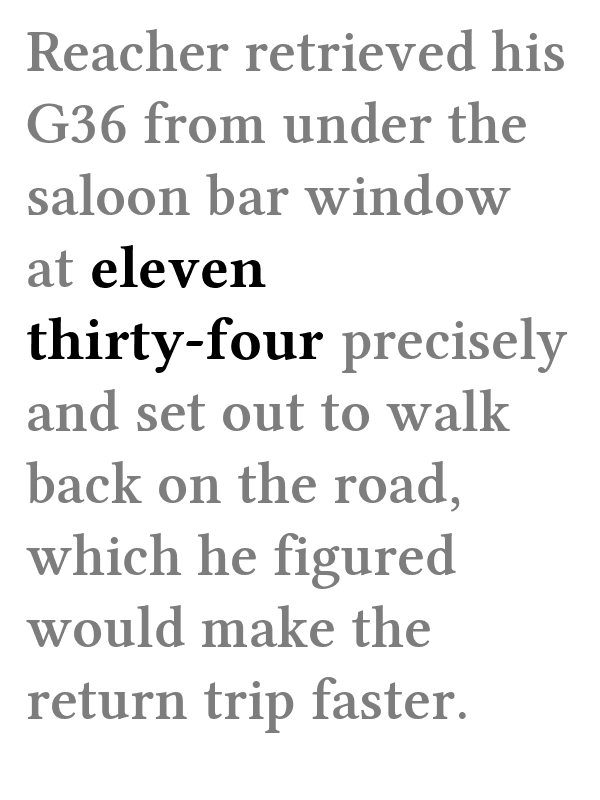 Reacher retrieved his
G36 from under the
saloon bar window
at eleven
thirty-four precisely
and set out to walk
back on the road,
which he figured
would make the
return trip faster.